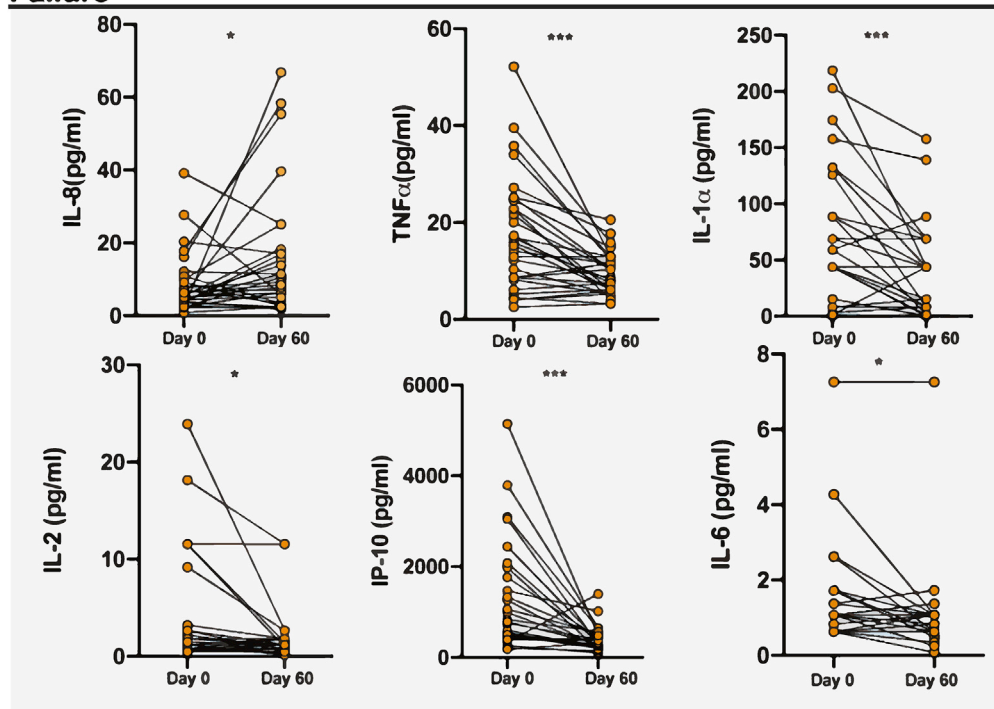 80
60
40
20
0
IL-8(pg/ml)
*
Day 0 Day 60
60
40
20
0
TNFα(pg/ml)
***
Day 0 Day 60
250
200
150
100
50
0
IL-1α (pg/ml)
***
Day 0 Day 60
30
20
10
0
IL-2 (pg/ml)
*
Day 0 Day 60
6000
4000
2000
0
IP-10 (pg/ml)
***
Day 0 Day 60
8
6
4
2
0
IL-6 (pg/ml)
*
Day 0 Day 60